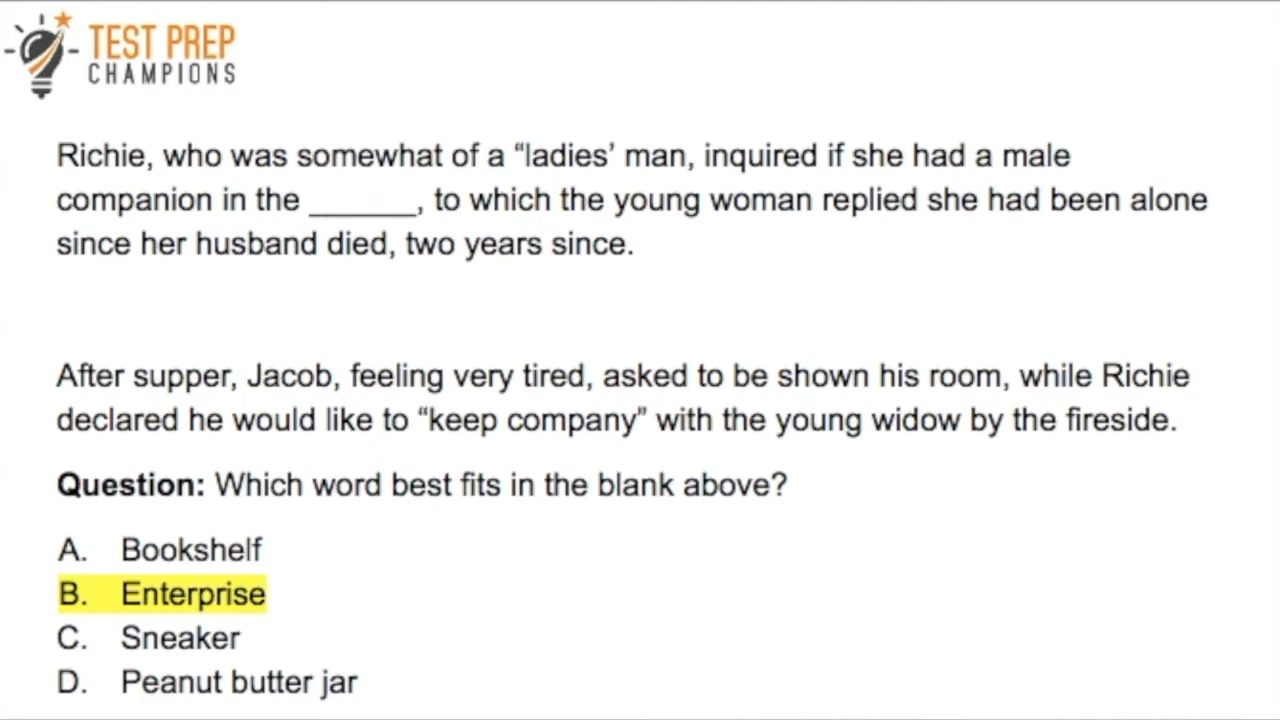 TEST PREP
CHAMPIONS
Richie, who was somewhat of a “ladies’ man, inquired if she had a male
companion in the ______, to which the young woman replied she had been alone
since her husband died, two years since.
After supper, Jacob, feeling very tired, asked to be shown his room, while Richie
declared he would like to “keep company” with the young widow by the fireside.
Question: Which word best fits in the blank above?
A. Bookshelf
B. Enterprise
C. Sneaker
D. Peanut butter jar